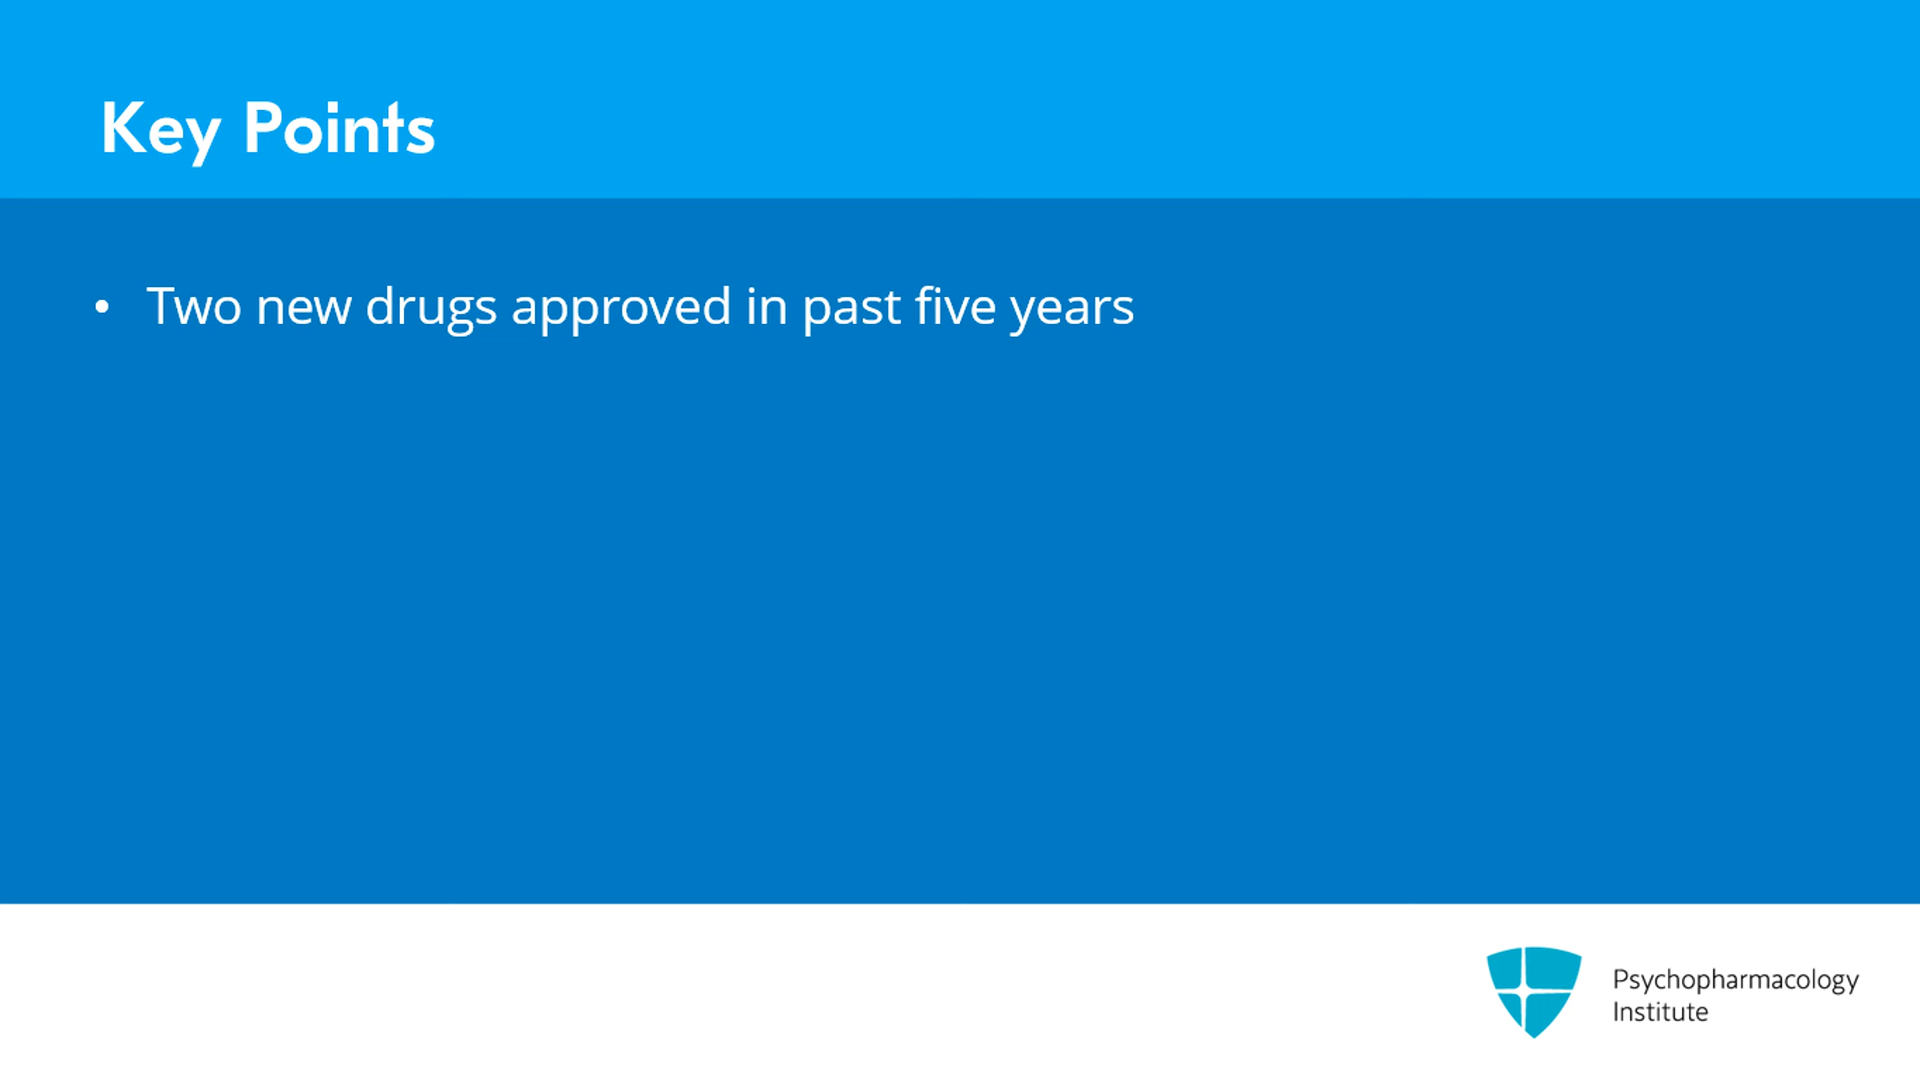 Key Points
• Two new drugs approved in past five years
Psychopharmacology
Institute